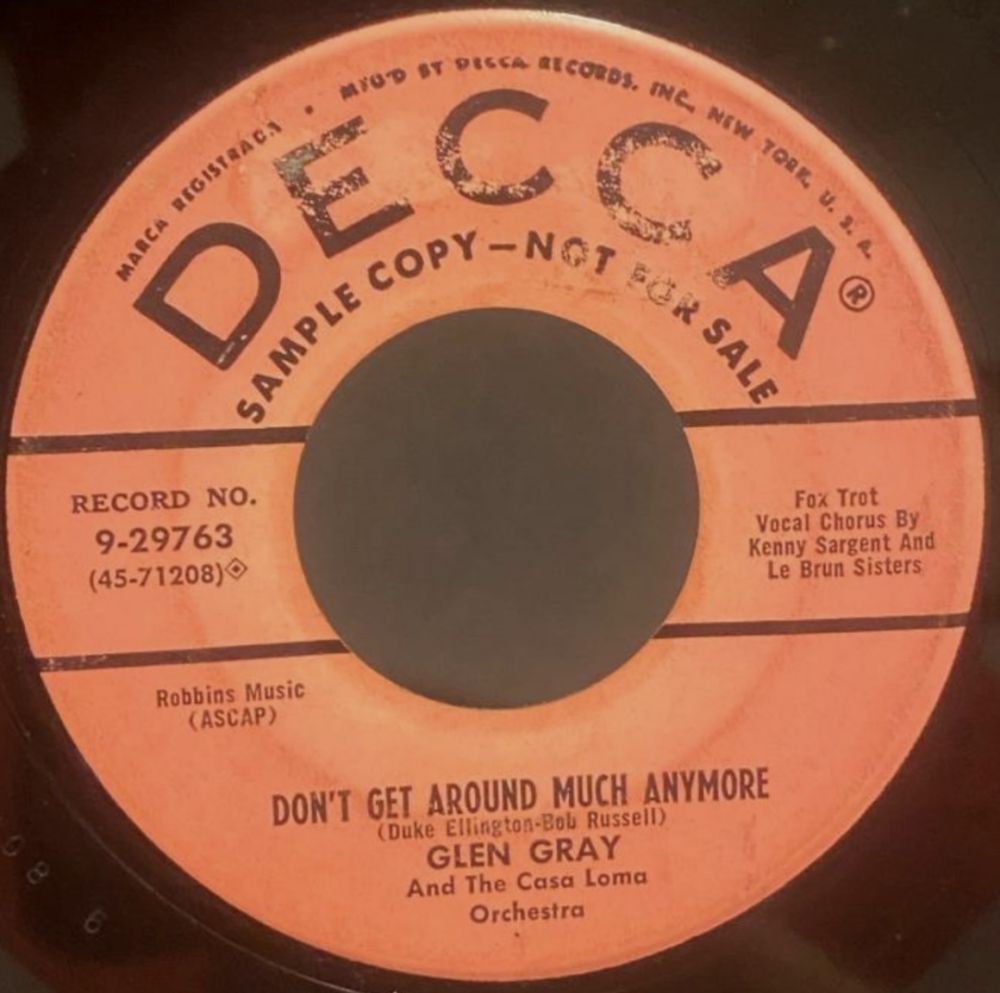 MARCA REGISTRADA • MFG'D BY DECCA RECORDS, INC., NEW YORK, U. S. A.
DECCA®
SAMPLE COPY—NOT FOR SALE
RECORD NO.
9-29763
(45-71208)
Fox Trot
Vocal Chorus By
Kenny Sargent And
Le Brun Sisters
Robbins Music
(ASCAP)
DON'T GET AROUND MUCH ANYMORE
(Duke Ellington-Bob Russell)
GLEN GRAY
And The Casa Loma
Orchestra